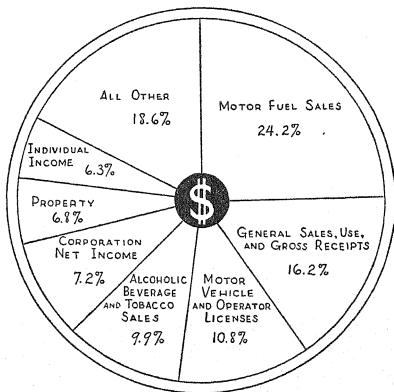 ALL OTHER
18.6%
MOTOR FUEL SALES
24.2%
INDIVIDUAL
INCOME
6.3%
PROPERTY
6.8%
$
GENERAL SALES, USE,
AND GROSS RECEIPTS
16.2%
CORPORATION
NET INCOME
7.2%
ALCOHOLIC
BEVERAGE
AND TOBACCO
SALES
9.9%
MOTOR
VEHICLE
AND OPERATOR
LICENSES
10.8%